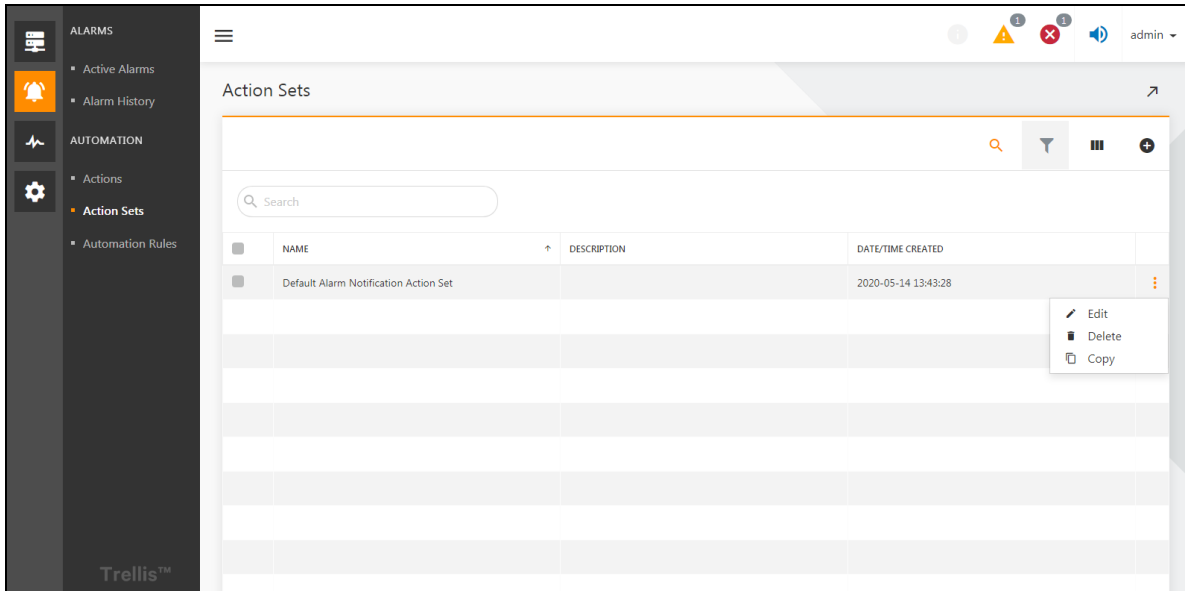 ALARMS
Active Alarms
Alarm History
AUTOMATION
Actions
Action Sets
Automation Rules
Trellis™
1
1
admin
Action Sets
Search
NAME DESCRIPTION DATE/TIME CREATED
Default Alarm Notification Action Set 2020-05-14 13:43:28
Edit
Delete
Copy